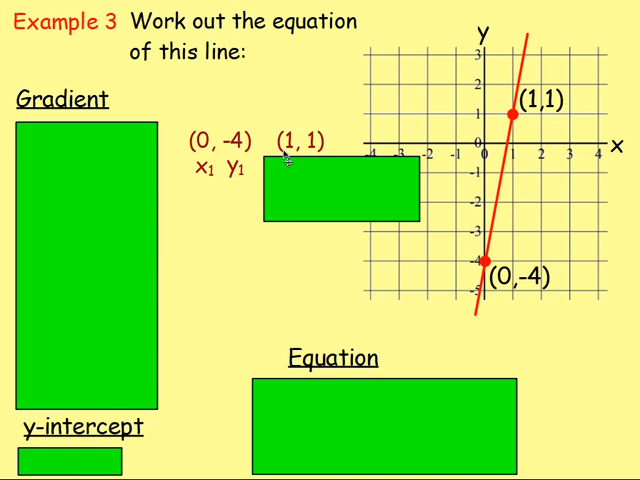 Example 3 Work out the equation
of this line:
Gradient
(0, -4) (1, 1)
x₁ y₁
y
3
2
1
0
-4 -3 -2 -1 0 1 2 3 4 x
-1
-2
-3
-4
-5
(1,1)
(0,-4)
Equation
y-intercept